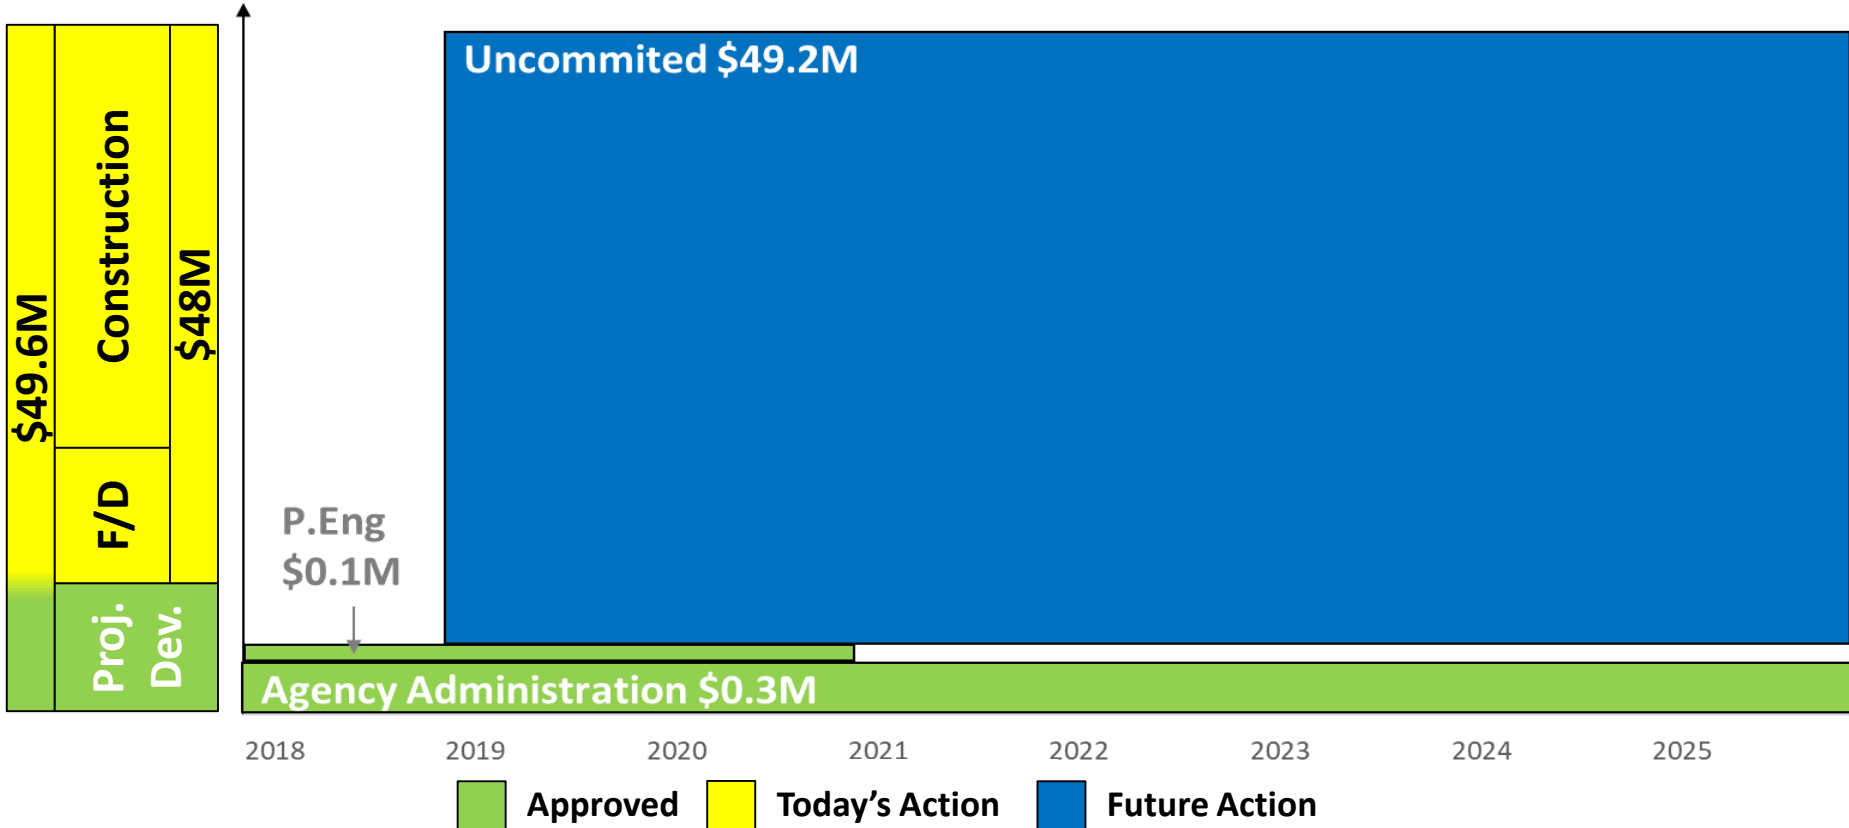 $49.6M
Construction
$48M
F/D
Proj.
Dev.
Uncommited $49.2M
P.Eng
$0.1M
Agency Administration $0.3M
2018 2019 2020 2021 2022 2023 2024 2025
Approved Today’s Action Future Action